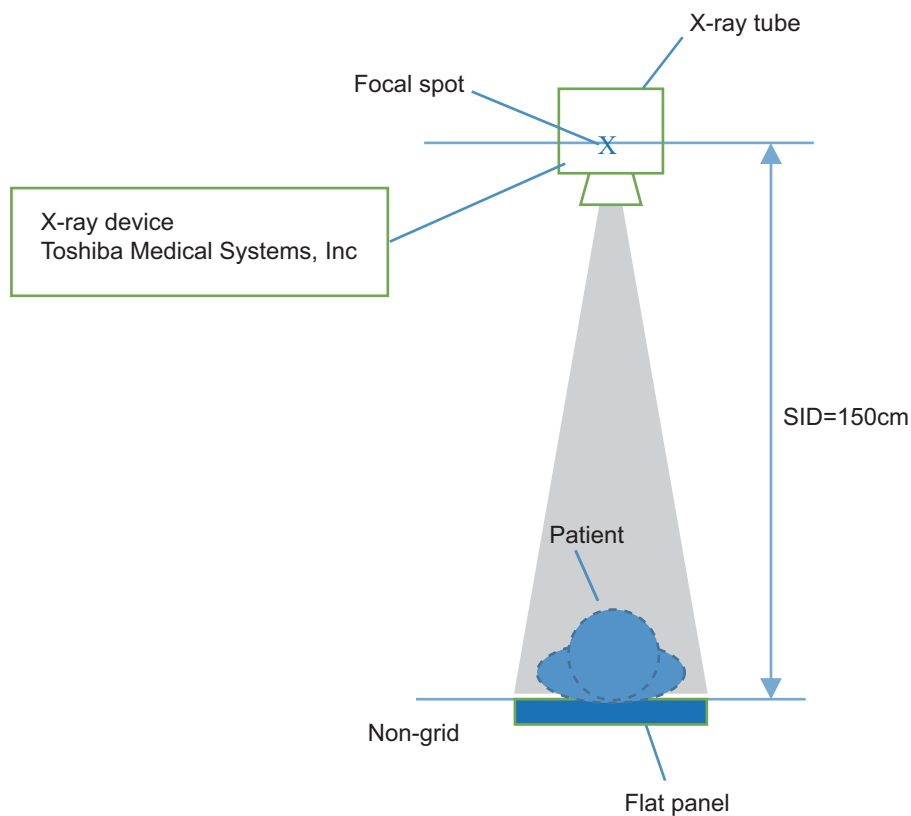 X-ray tube
Focal spot
X
X-ray device
Toshiba Medical Systems, Inc
SID=150cm
Patient
Non-grid
Flat panel